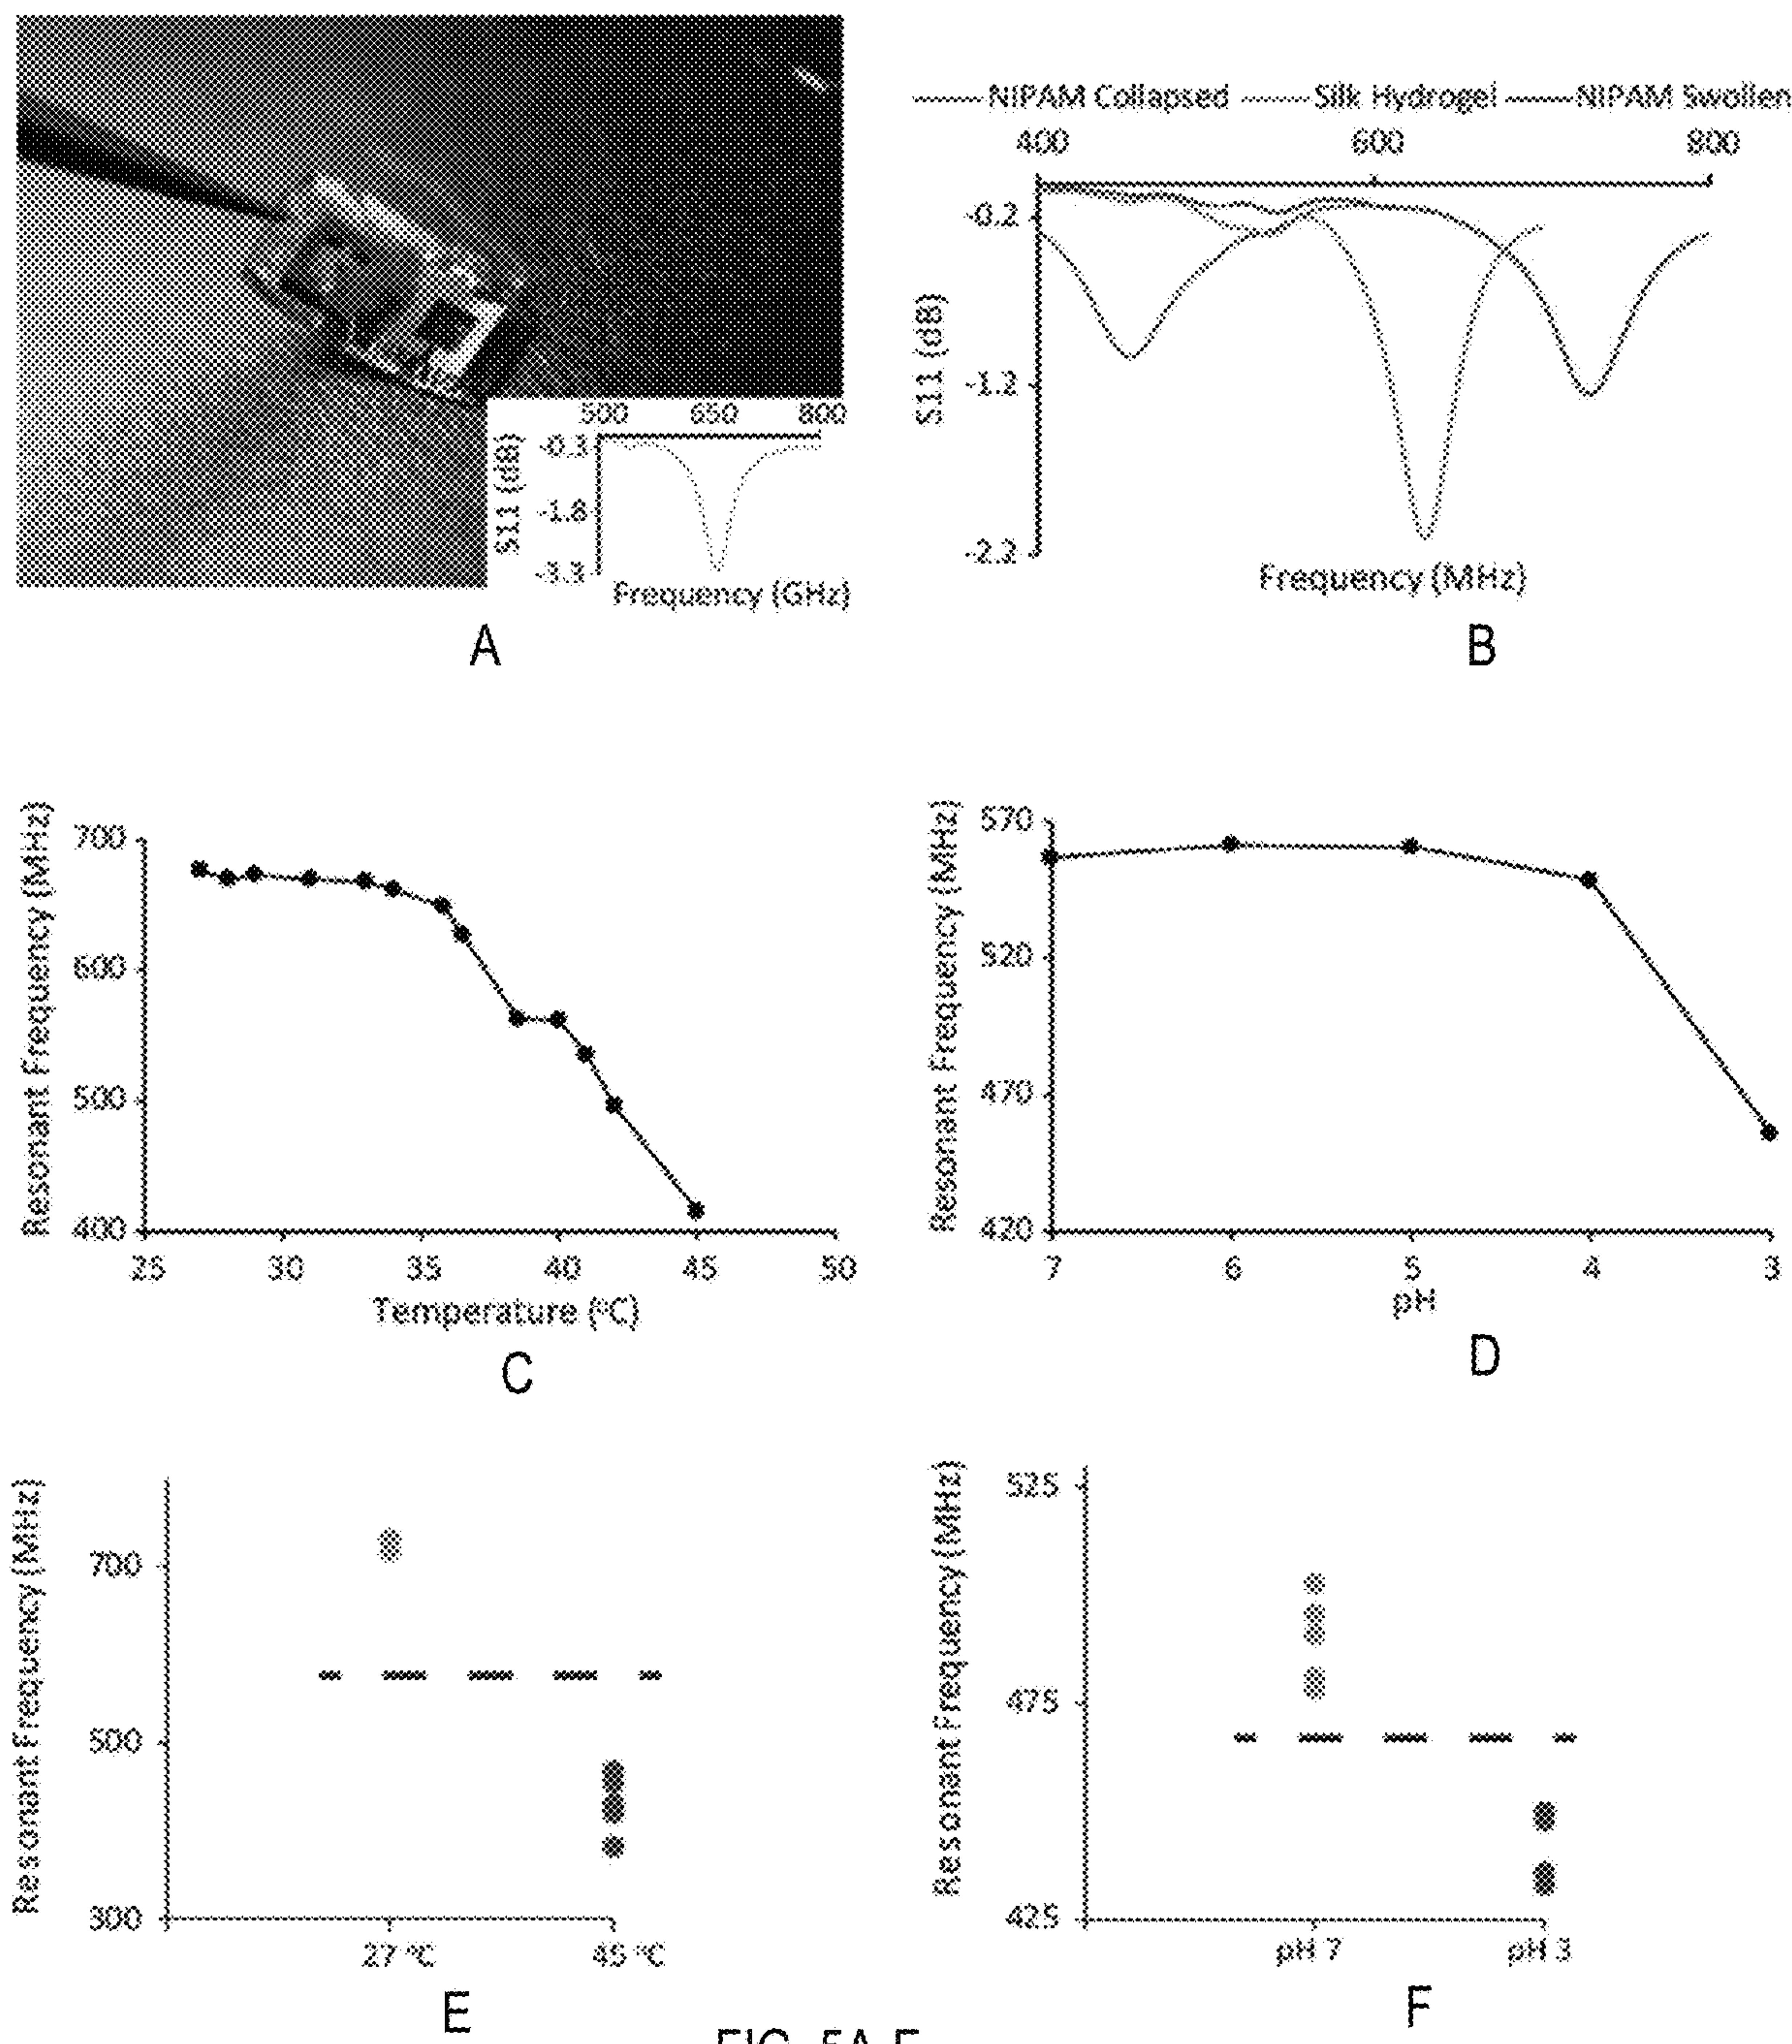 500 650 800
S11 (dB)
-0.3
-1.8
-3.3
Frequency (GHz)
A
NIPAM Collapsed Silk Hydrogel NIPAM Swollen
400 600 800
S11 (dB)
-0.2
-1.2
-2.2
Frequency (MHz)
B
Resonant Frequency (MHz)
700
600
500
400
25 30 35 40 45 50
Temperature (°C)
C
Resonant Frequency (MHz)
570
520
470
420
7 6 5 4 3
pH
D
Resonant Frequency (MHz)
700
500
300
27 °C 45 °C
E
Resonant Frequency (MHz)
525
475
425
pH 7 pH 3
F